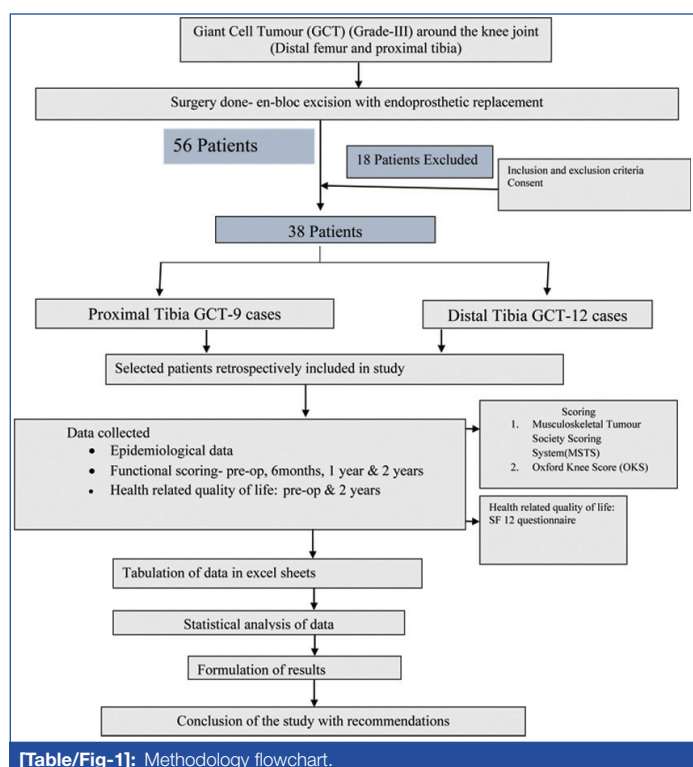 Giant Cell Tumour (GCT) (Grade-III) around the knee joint
(Distal femur and proximal tibia)
Surgery done- en-bloc excision with endoprosthetic replacement
56 Patients
18 Patients Excluded
Inclusion and exclusion criteria
Consent
38 Patients
Proximal Tibia GCT-9 cases
Distal Tibia GCT-12 cases
Selected patients retrospectively included in study
Data collected
• Epidemiological data
• Functional scoring- pre-op, 6months, 1 year & 2 years
• Health related quality of life: pre-op & 2 years
Scoring
1. Musculoskeletal Tumour
Society Scoring
System(MSTS)
2. Oxford Knee Score (OKS)
Health related quality of life:
SF 12 questionnaire
Tabulation of data in excel sheets
Statistical analysis of data
Formulation of results
Conclusion of the study with recommendations
[Table/Fig-1]: Methodology flowchart.